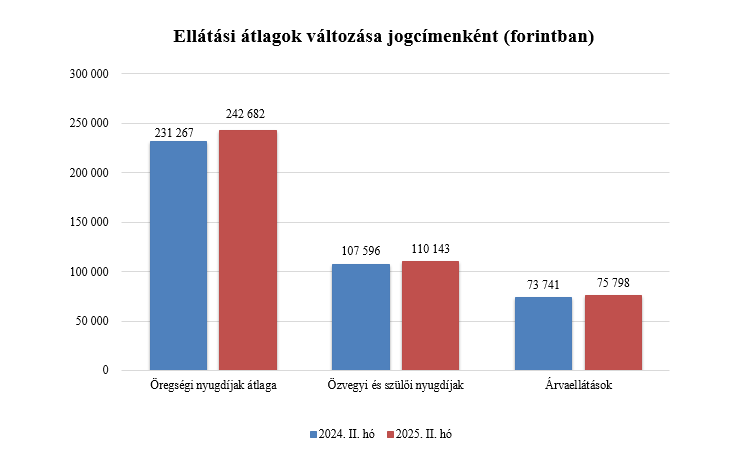 Ellátási átlagok változása jogcímenként (forintban)
300 000
250 000
200 000
150 000
100 000
50 000
0
231 267
242 682
107 596
110 143
73 741
75 798
Öregségi nyugdíjak átlaga
Özvegyi és szülői nyugdíjak
Árvaellátások
2024. II. hó
2025. II. hó